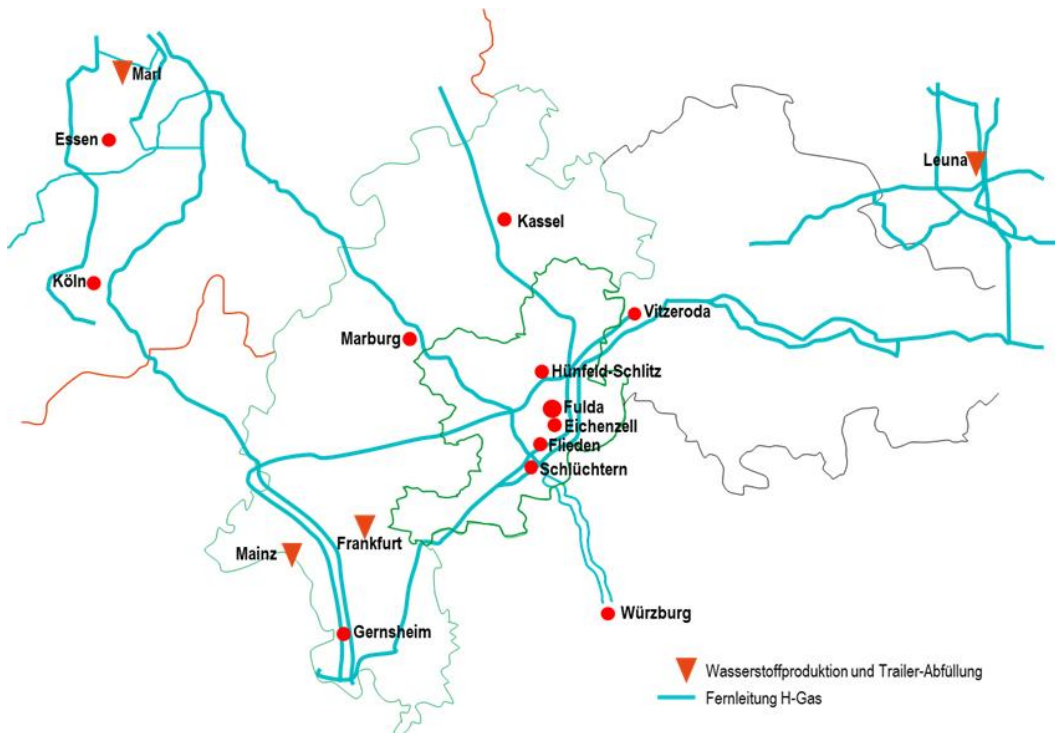 Marl
Essen
Leuna
Kassel
Köln
Vitzeroda
Marburg
Hünfeld-Schlitz
Fulda
Eichenzell
Flieden
Schlüchtern
Frankfurt
Mainz
Würzburg
Gernsheim
Wasserstoffproduktion und Trailer-Abfüllung
Fernleitung H-Gas